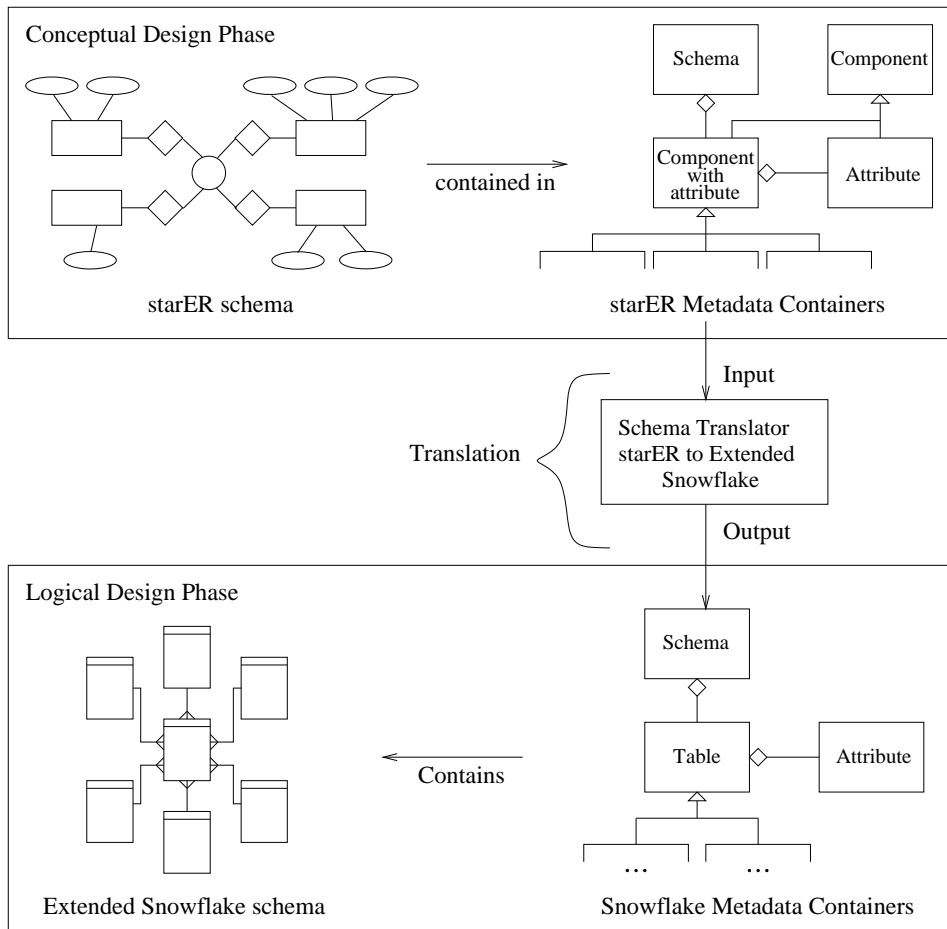 Conceptual Design Phase
Schema
Component
contained in
Component
with
attribute
Attribute
starER schema
starER Metadata Containers
Input
Translation
Schema Translator
starER to Extended
Snowflake
Output
Logical Design Phase
Schema
Contains
Table
Attribute
...
...
Extended Snowflake schema
Snowflake Metadata Containers